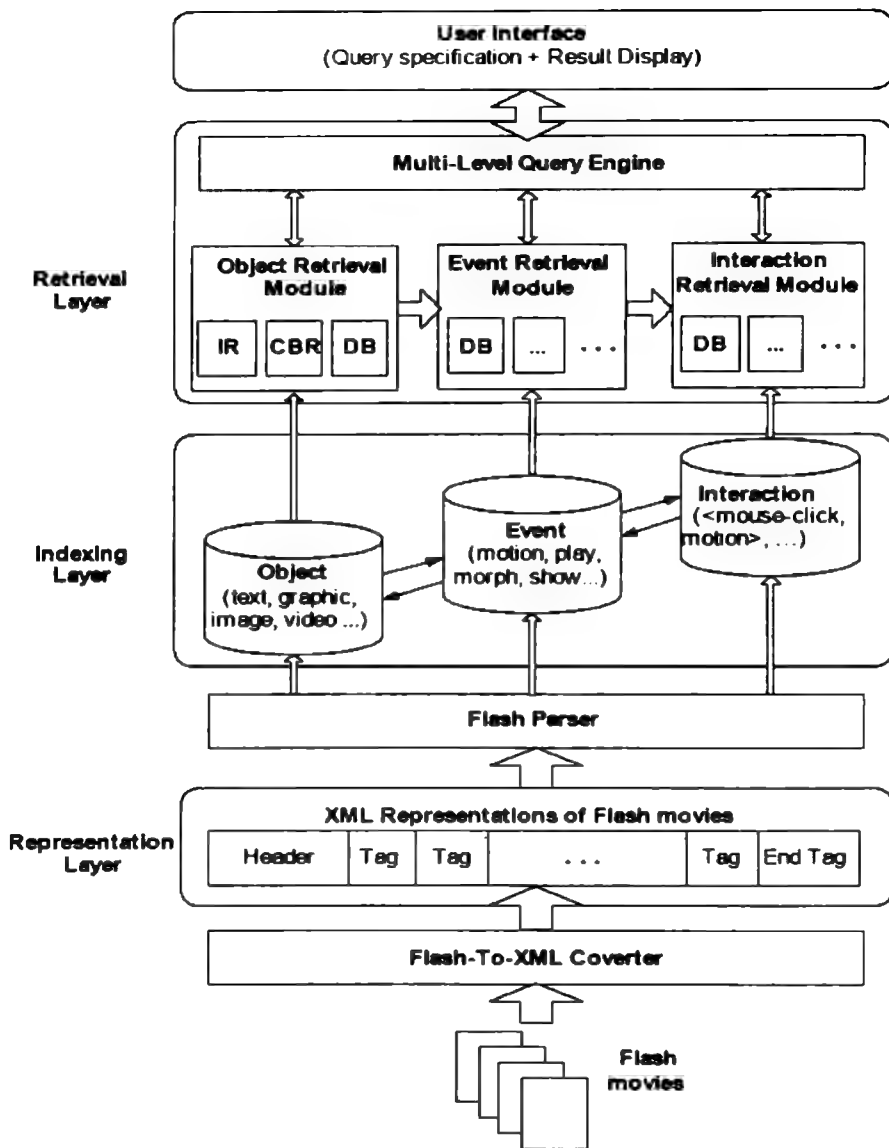 User Interface
(Query specification + Result Display)
Multi-Level Query Engine
Retrieval
Layer
Object Retrieval
Module
IR
CBR
DB
Event Retrieval
Module
DB
...
. . .
Interaction
Retrieval Module
DB
...
. . .
Indexing
Layer
Object
(text, graphic,
image, video ...)
Event
(motion, play,
morph, show...)
Interaction
(<mouse-click,
motion>, ...)
Flash Parser
Representation
Layer
XML Representations of Flash movies
Header
Tag
Tag
. . .
Tag
End Tag
Flash-To-XML Coverter
Flash
movies